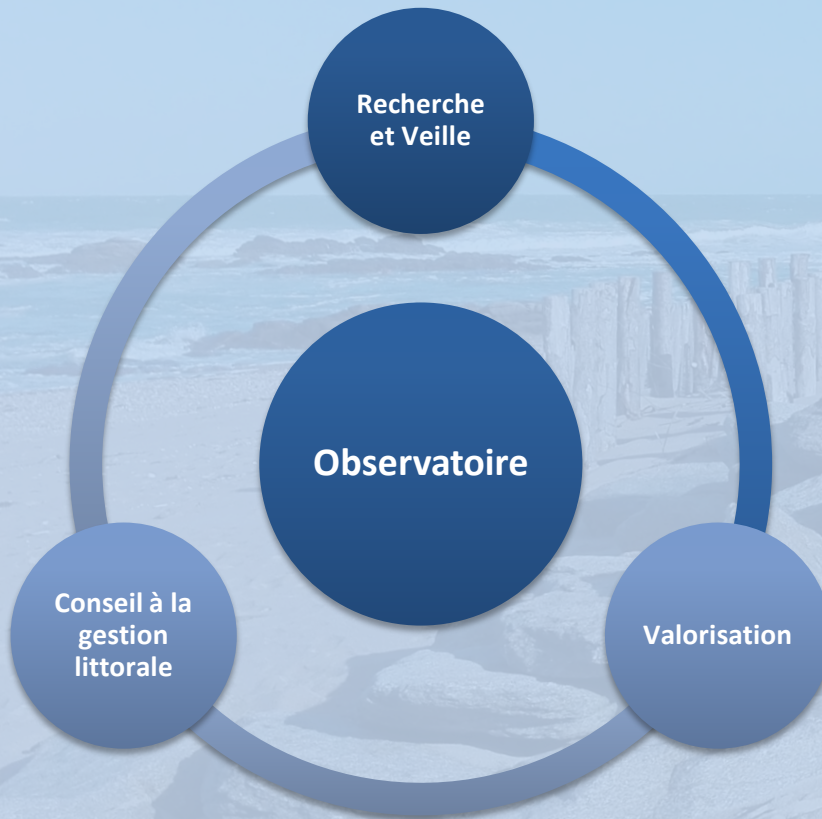 Recherche
et Veille
Observatoire
Conseil à la
gestion
littorale
Valorisation